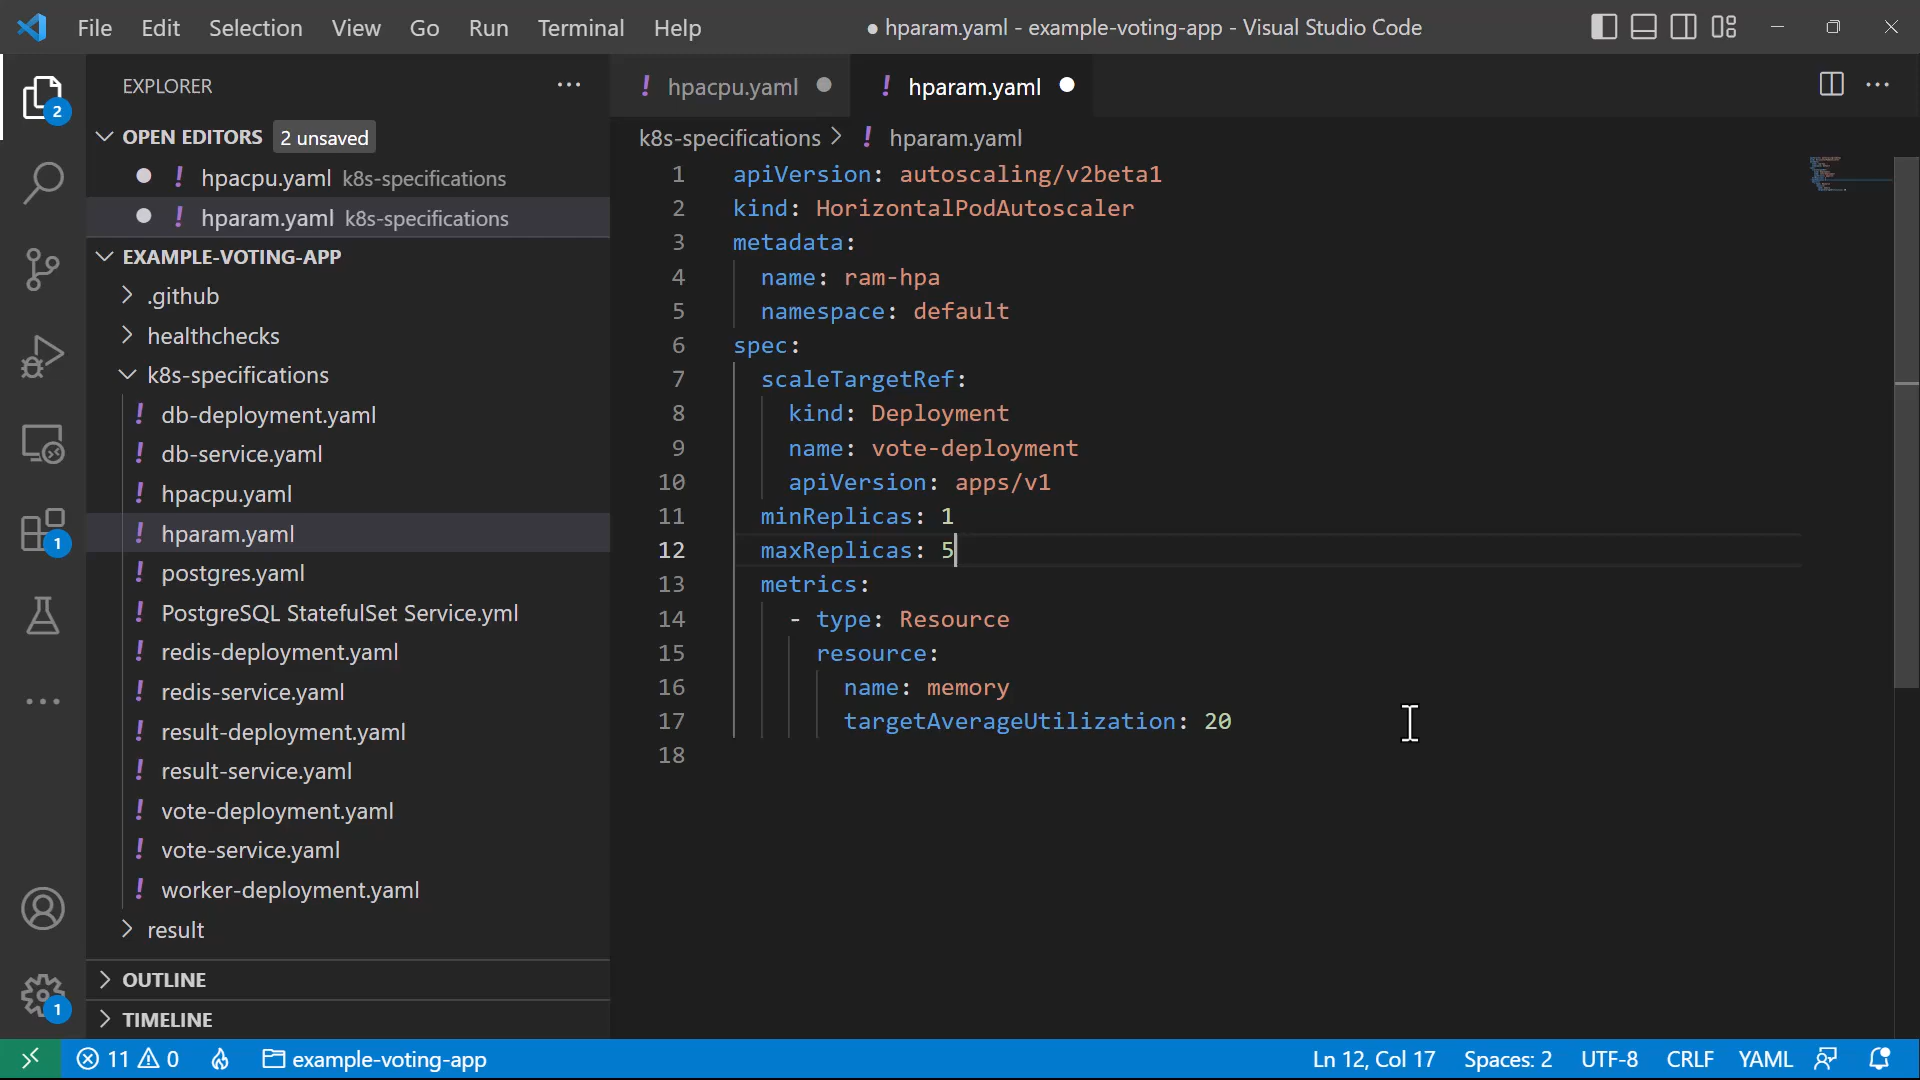 File Edit Selection View Go Run Terminal Help
● hparam.yaml - example-voting-app - Visual Studio Code
EXPLORER
2
OPEN EDITORS 2 unsaved
! hpacpu.yaml k8s-specifications
! hparam.yaml k8s-specifications
EXAMPLE-VOTING-APP
.github
healthchecks
k8s-specifications
! db-deployment.yaml
! db-service.yaml
! hpacpu.yaml
! hparam.yaml
! postgres.yaml
! PostgreSQL StatefulSet Service.yml
! redis-deployment.yaml
! redis-service.yaml
! result-deployment.yaml
! result-service.yaml
! vote-deployment.yaml
! vote-service.yaml
! worker-deployment.yaml
result
OUTLINE
TIMELINE
1
1
! hpacpu.yaml
! hparam.yaml
k8s-specifications > ! hparam.yaml
1 apiVersion: autoscaling/v2beta1
2 kind: HorizontalPodAutoscaler
3 metadata:
4 name: ram-hpa
5 namespace: default
6 spec:
7 scaleTargetRef:
8 kind: Deployment
9 name: vote-deployment
10 apiVersion: apps/v1
11 minReplicas: 1
12 maxReplicas: 5
13 metrics:
14 - type: Resource
15 resource:
16 name: memory
17 targetAverageUtilization: 20
18
11 0 example-voting-app
Ln 12, Col 17 Spaces: 2 UTF-8 CRLF YAML